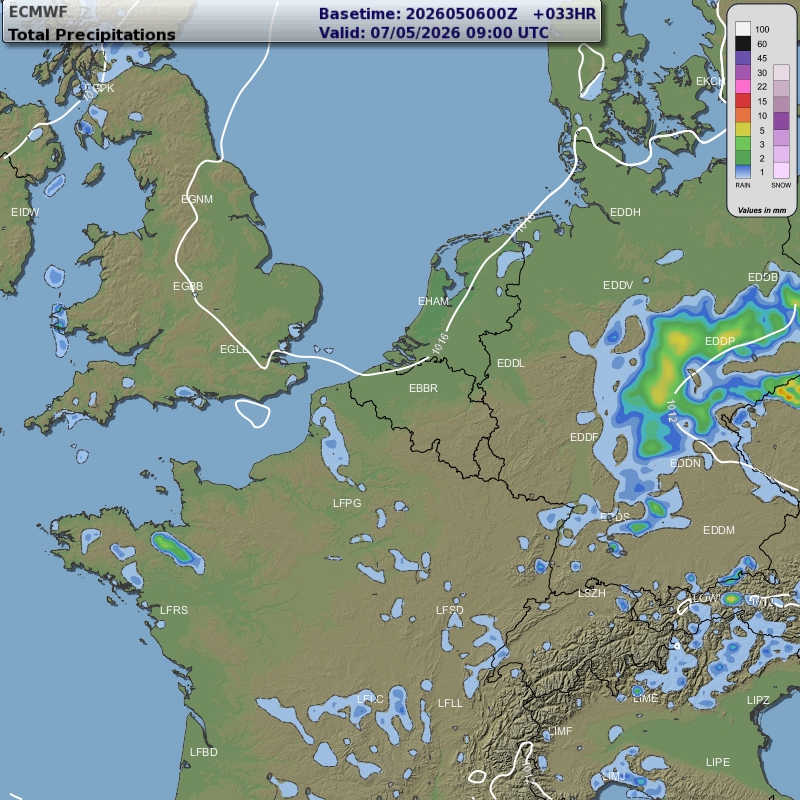 ECMWF
Basetime: 2026050600Z +033HR
Total Precipitations
Valid: 07/05/2026 09:00 UTC
100
60
45
30
22
15
10
5
3
2
1
RAIN
SNOW
Values in mm
EGPK
EKCH
EIDW
EGNM
EDDH
1016
EGBB
EDDV
EDDB
EHAM
EGLL
1016
EDDP
EDDL
EBBR
1012
EDDF
EDDN
LFPG
EDDS
EDDM
LSZH
LOWI
LFRS
LFSD
LFLC
LFLL
LIME
LIPZ
LIMF
LFBD
LIPE
LIMJ